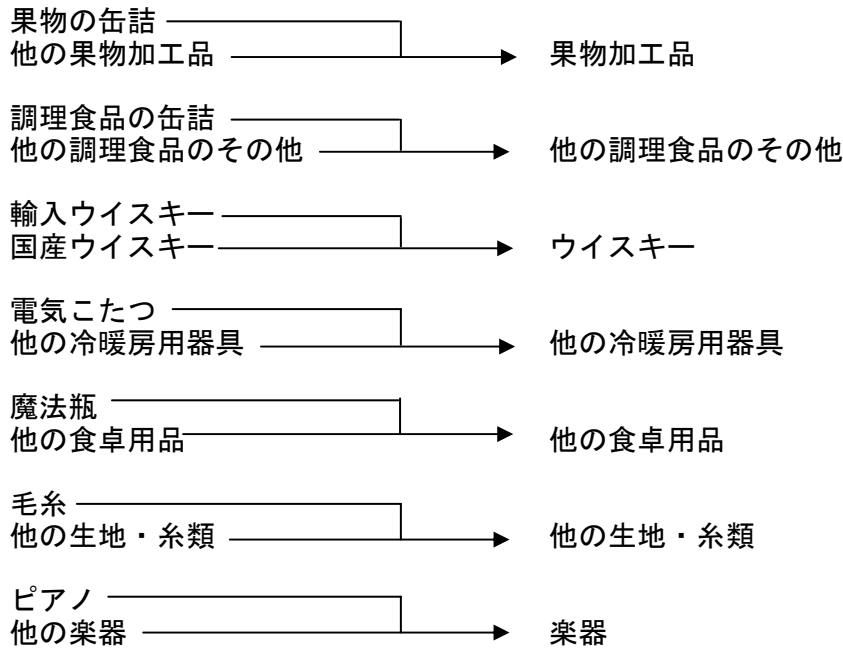 果物の缶詰
他の果物加工品
果物加工品
調理食品の缶詰
他の調理食品のその他
他の調理食品のその他
輸入ウイスキー
国産ウイスキー
ウイスキー
電気こたつ
他の冷暖房用器具
他の冷暖房用器具
魔法瓶
他の食卓用品
他の食卓用品
毛糸
他の生地・糸類
他の生地・糸類
ピアノ
他の楽器
楽器